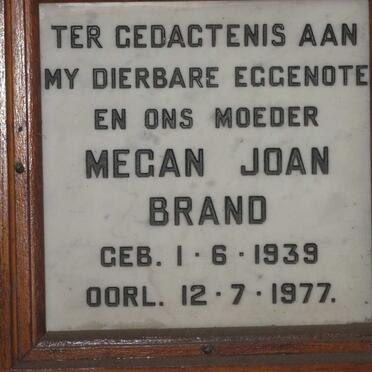 TER GEDAGTENIS AAN
MY DIERBARE EGGENOTE
EN ONS MOEDER
MEGAN JOAN
BRAND
GEB. 1·6·1939
OORL. 12·7·1977.